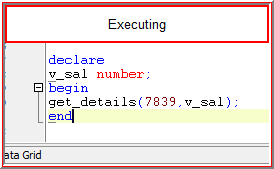 Executing
declare
v_sal number;
begin
get_details(7839,v_sal);
end
ata Grid